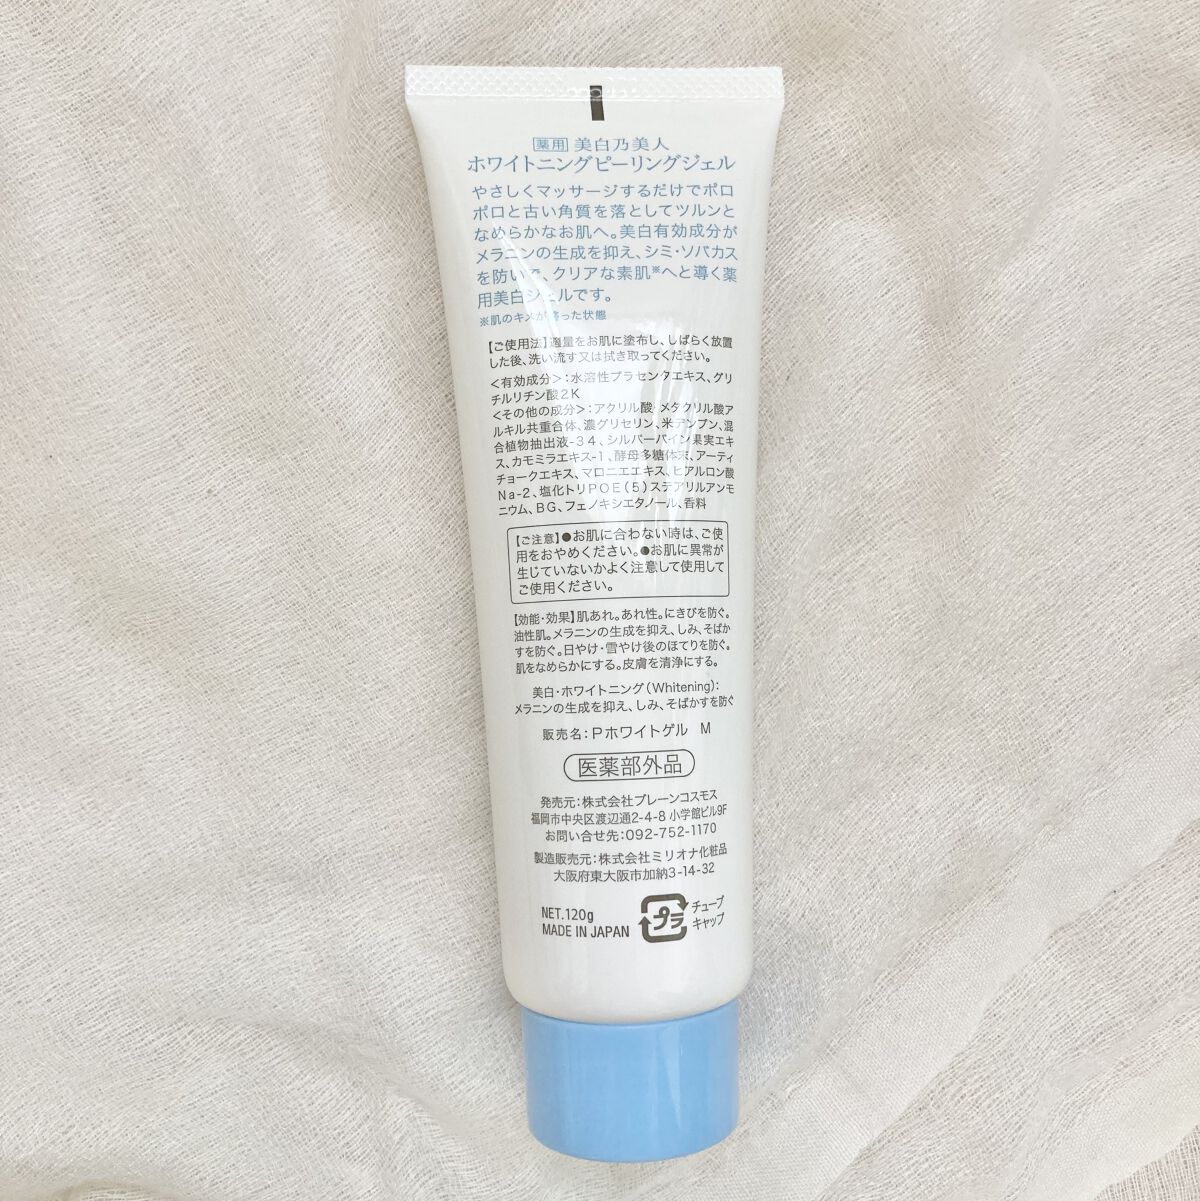 薬用 美白乃美人
ホワイトニングピーリングジェル
やさしくマッサージするだけでポロ
ポロと古い角質を落としてツルンと
なめらかなお肌へ。美白有効成分が
メラニンの生成を抑え、シミ・ソバカス
を防いで、クリアな素肌※へと導く薬
用美白ジェルです。
※肌のキメが整った状態
【ご使用法】適量をお肌に塗布し、しばらく放置
した後、洗い流す又は拭き取ってください。
＜有効成分＞：水溶性プラセンタエキス、グリ
チルリチン酸2K
＜その他の成分＞：アクリル酸・メタクリル酸ア
ルキル共重合体、濃グリセリン、米デンプン、混
合植物抽出液-34、シルバーバイン果実エキ
ス、カモミラエキス-1、酵母多糖体末、アーティ
チョークエキス、マロニエエキス、ヒアルロン酸
Na-2、塩化トリPOE(5)ステアリルアンモ
ニウム、BG、フェノキシエタノール、香料
【ご注意】●お肌に合わない時は、ご使
用をおやめください。●お肌に異常が
生じていないかよく注意して使用して
ご使用ください。
【効能・効果】肌あれ。あれ性。にきびを防ぐ。
油性肌。メラニンの生成を抑え、しみ、そばか
すを防ぐ。日やけ・雪やけ後のほてりを防ぐ。
肌をなめらかにする。皮膚を清浄にする。
美白・ホワイトニング(Whitening)：
メラニンの生成を抑え、しみ、そばかすを防ぐ
販売名：Pホワイトゲル M
医薬部外品
発売元：株式会社ブレーンコスモス
福岡市中央区渡辺通2-4-8 小学館ビル9F
お問い合せ先：092-752-1170
製造販売元：株式会社ミリオナ化粧品
大阪府東大阪市加納3-14-32
NET.120g
MADE IN JAPAN
プラ
チューブ
キャップ